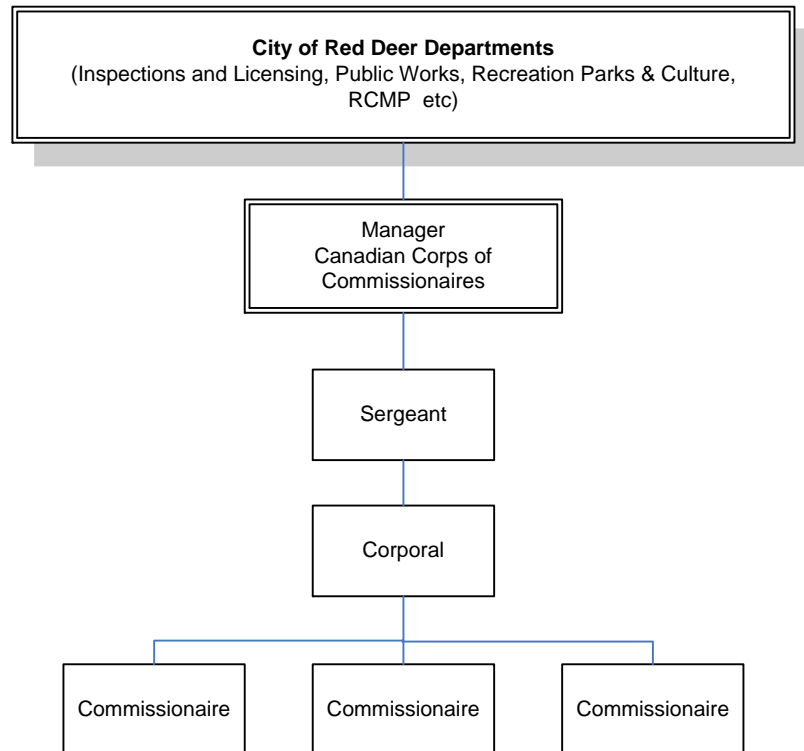 City of Red Deer Departments
(Inspections and Licensing, Public Works, Recreation Parks & Culture,
RCMP  etc)
Manager
Canadian Corps of
Commissionaires
Sergeant
Corporal
Commissionaire
Commissionaire
Commissionaire